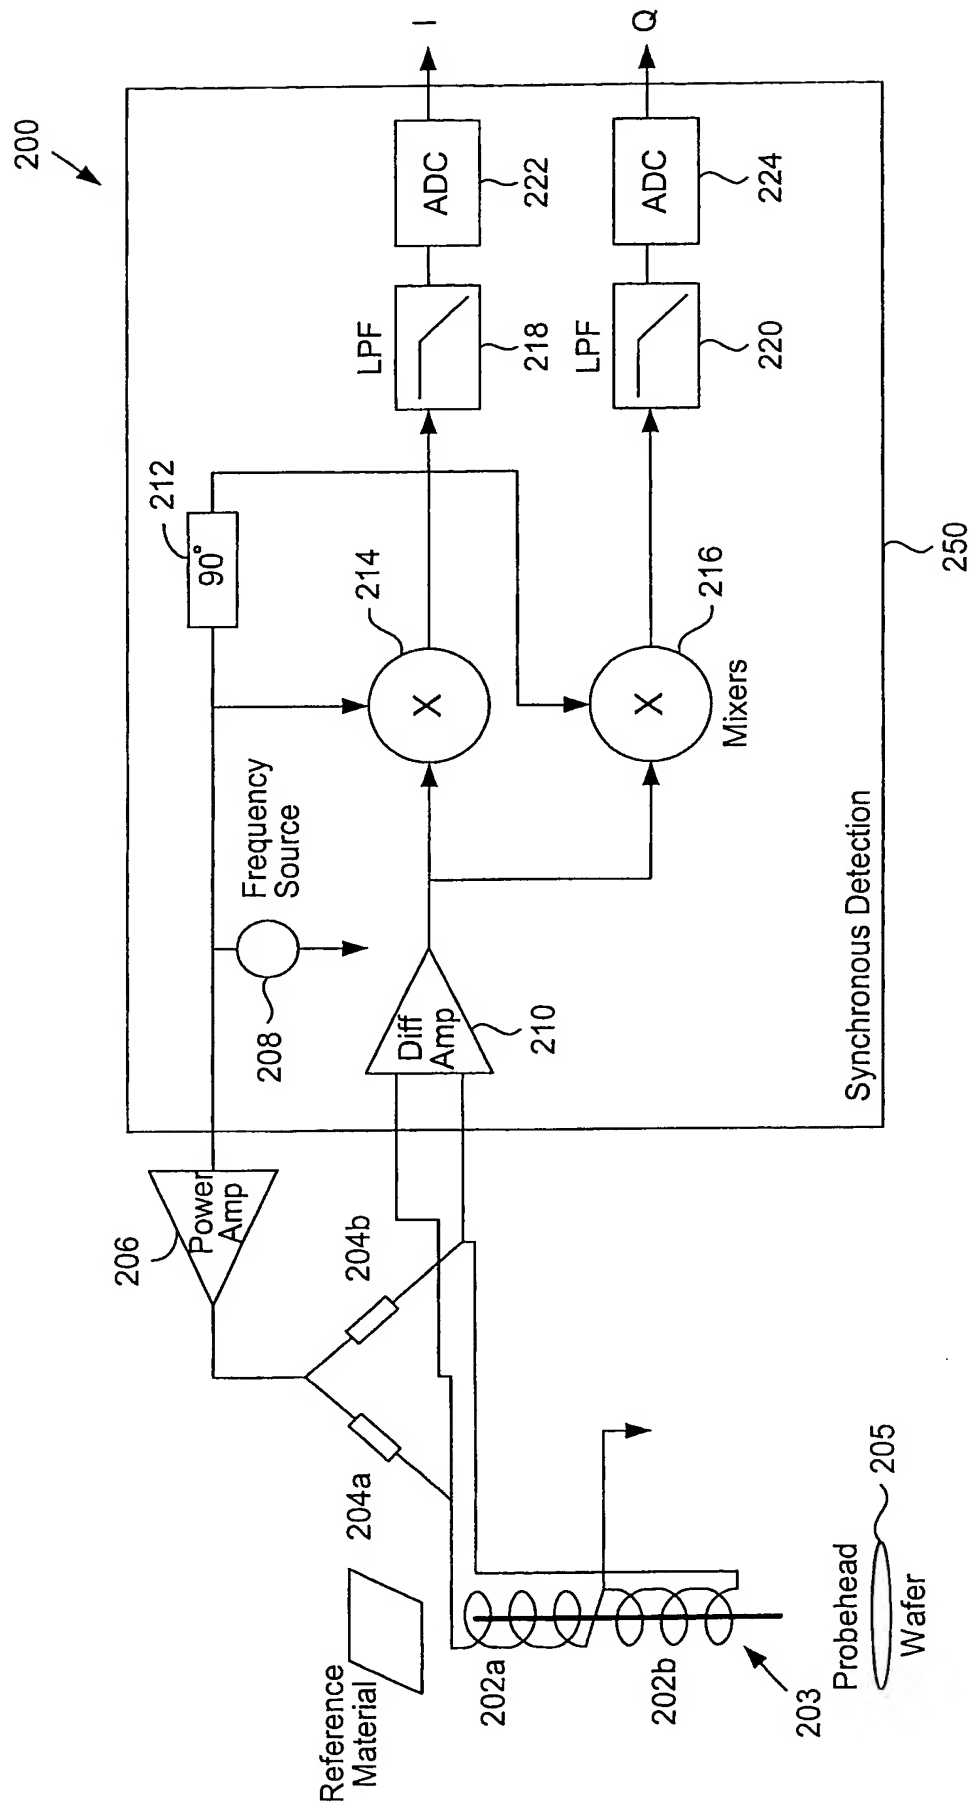 200
I
Q
ADC
222
ADC
224
LPF
218
LPF
220
212
90°
214
X
216
X
Mixers
250
Frequency
Source
208
Diff
Amp
210
Synchronous Detection
206
Power
Amp
204b
204a
Reference
Material
202a
202b
203
Probehead
205
Wafer